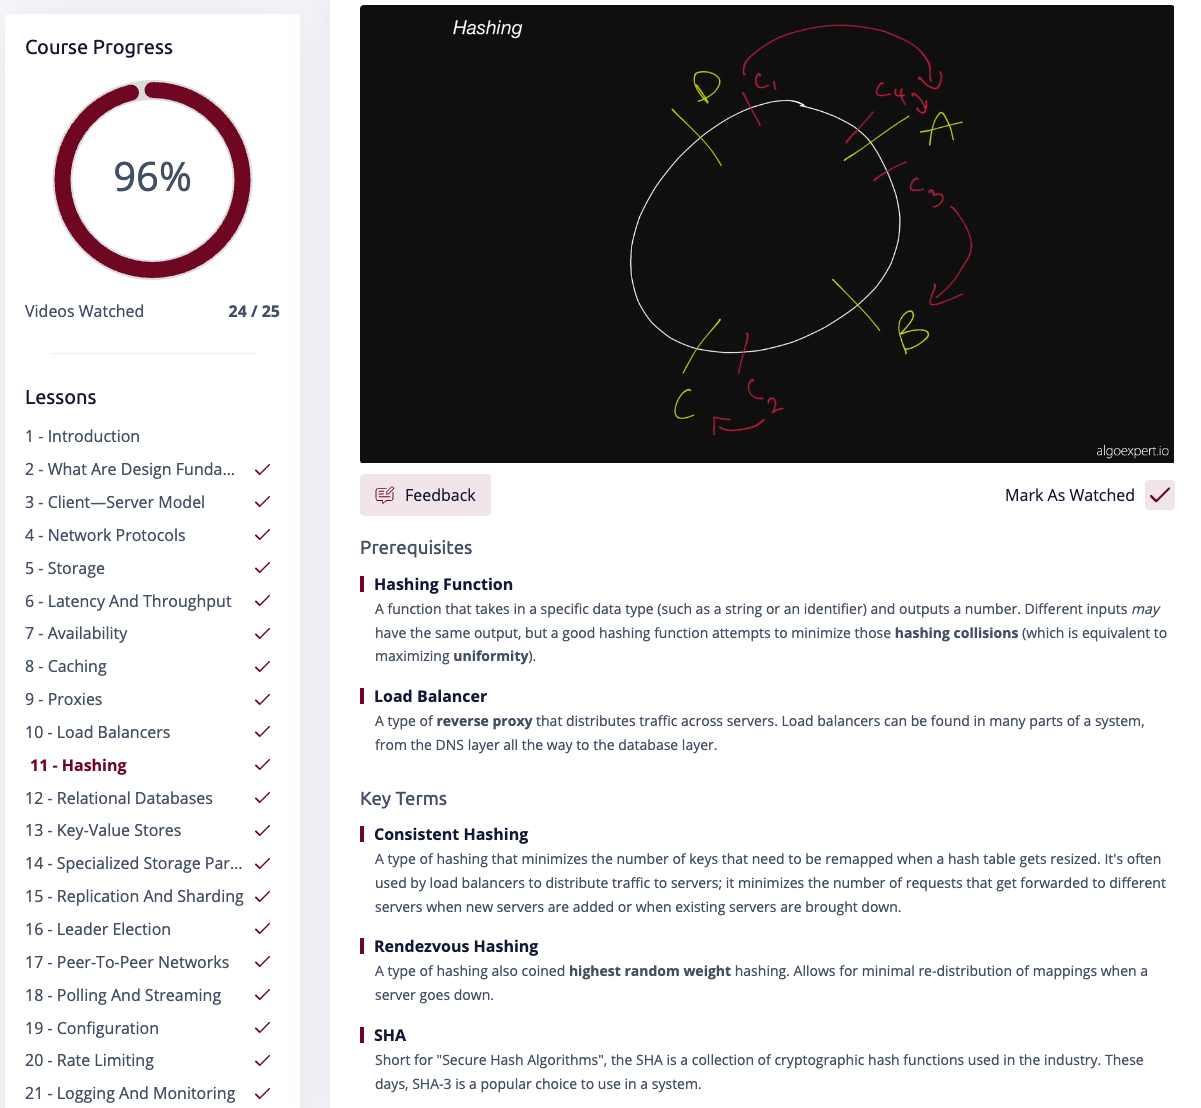 Course Progress
96%
Videos Watched 24 / 25
Lessons
1 - Introduction
2 - What Are Design Funda...
3 - Client—Server Model
4 - Network Protocols
5 - Storage
6 - Latency And Throughput
7 - Availability
8 - Caching
9 - Proxies
10 - Load Balancers
11 - Hashing
12 - Relational Databases
13 - Key-Value Stores
14 - Specialized Storage Par...
15 - Replication And Sharding
16 - Leader Election
17 - Peer-To-Peer Networks
18 - Polling And Streaming
19 - Configuration
20 - Rate Limiting
21 - Logging And Monitoring
Hashing
D
C1
C4
A
C3
B
C
C2
algoexpert.io
Feedback
Mark As Watched
Prerequisites
Hashing Function
A function that takes in a specific data type (such as a string or an identifier) and outputs a number. Different inputs may
have the same output, but a good hashing function attempts to minimize those hashing collisions (which is equivalent to
maximizing uniformity).
Load Balancer
A type of reverse proxy that distributes traffic across servers. Load balancers can be found in many parts of a system,
from the DNS layer all the way to the database layer.
Key Terms
Consistent Hashing
A type of hashing that minimizes the number of keys that need to be remapped when a hash table gets resized. It's often
used by load balancers to distribute traffic to servers; it minimizes the number of requests that get forwarded to different
servers when new servers are added or when existing servers are brought down.
Rendezvous Hashing
A type of hashing also coined highest random weight hashing. Allows for minimal re-distribution of mappings when a
server goes down.
SHA
Short for "Secure Hash Algorithms", the SHA is a collection of cryptographic hash functions used in the industry. These
days, SHA-3 is a popular choice to use in a system.